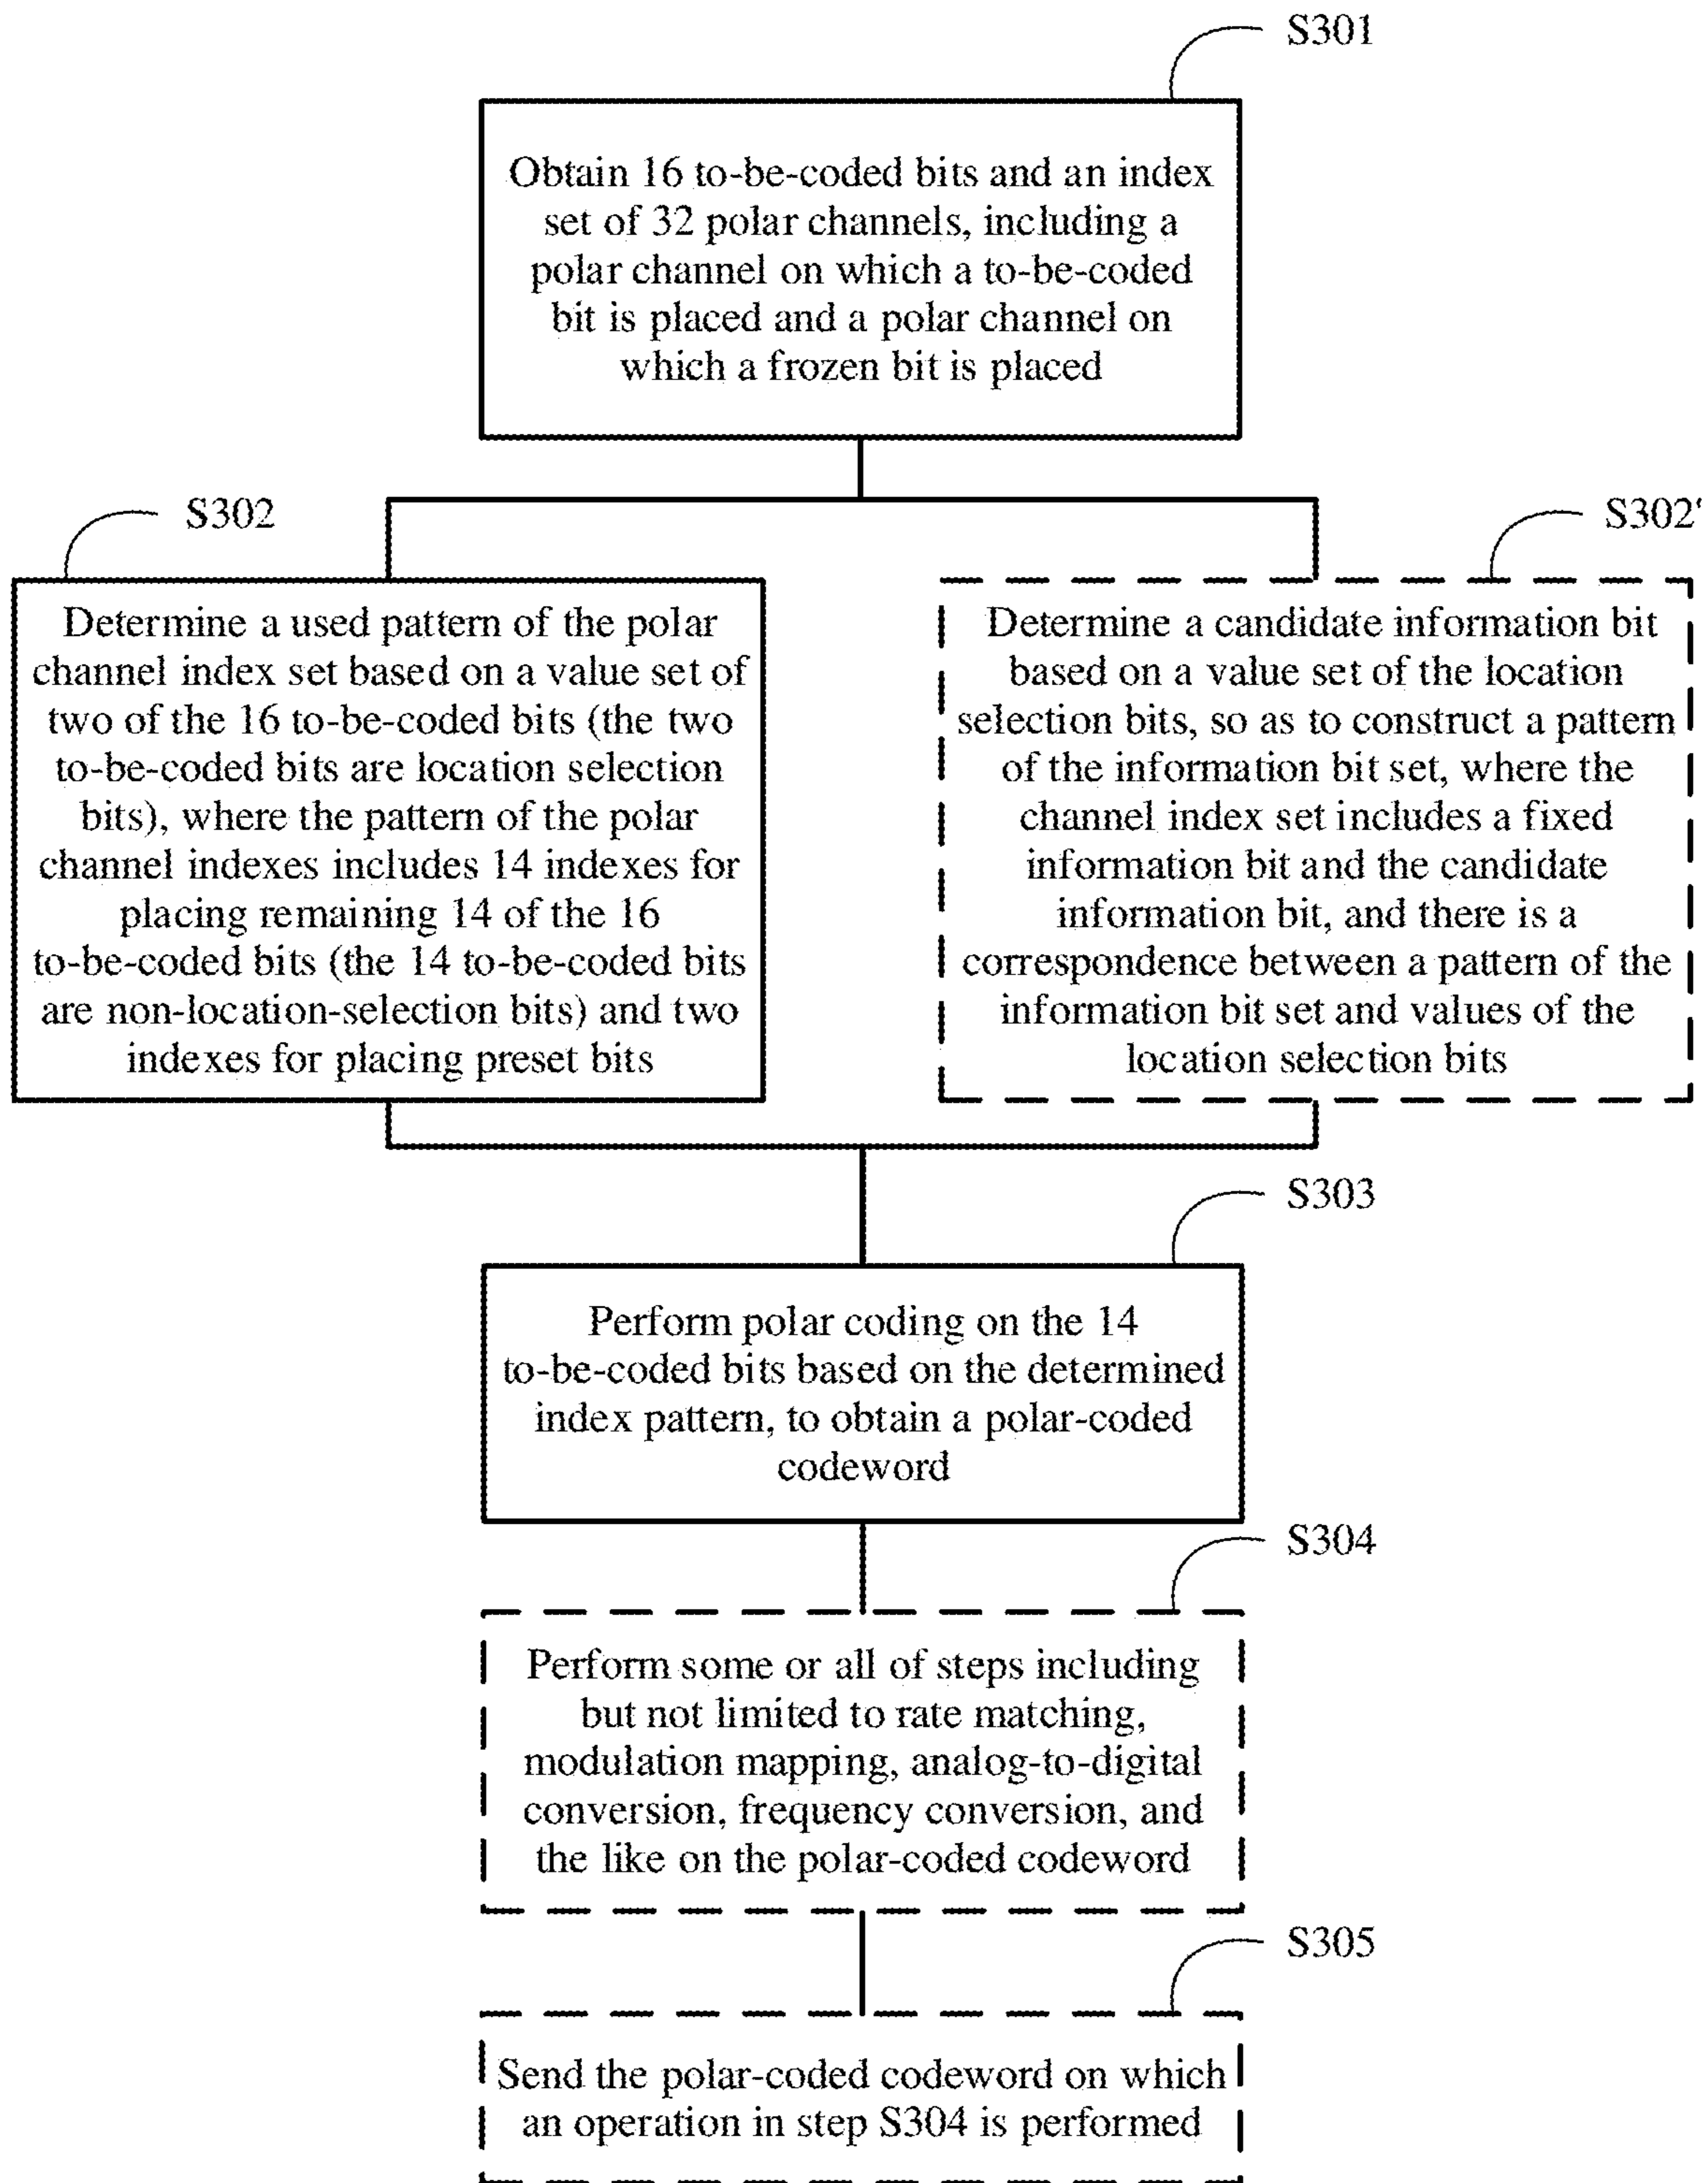 S301
Obtain 16 to-be-coded bits and an index
set of 32 polar channels, including a
polar channel on which a to-be-coded
bit is placed and a polar channel on
which a frozen bit is placed
S302
Determine a used pattern of the polar
channel index set based on a value set of
two of the 16 to-be-coded bits (the two
to-be-coded bits are location selection
bits), where the pattern of the polar
channel indexes includes 14 indexes for
placing remaining 14 of the 16
to-be-coded bits (the 14 to-be-coded bits
are non-location-selection bits) and two
indexes for placing preset bits
S302'
Determine a candidate information bit
based on a value set of the location
selection bits, so as to construct a pattern
of the information bit set, where the
channel index set includes a fixed
information bit and the candidate
information bit, and there is a
correspondence between a pattern of the
information bit set and values of the
location selection bits
S303
Perform polar coding on the 14
to-be-coded bits based on the determined
index pattern, to obtain a polar-coded
codeword
S304
Perform some or all of steps including
but not limited to rate matching,
modulation mapping, analog-to-digital
conversion, frequency conversion, and
the like on the polar-coded codeword
S305
Send the polar-coded codeword on which
an operation in step S304 is performed